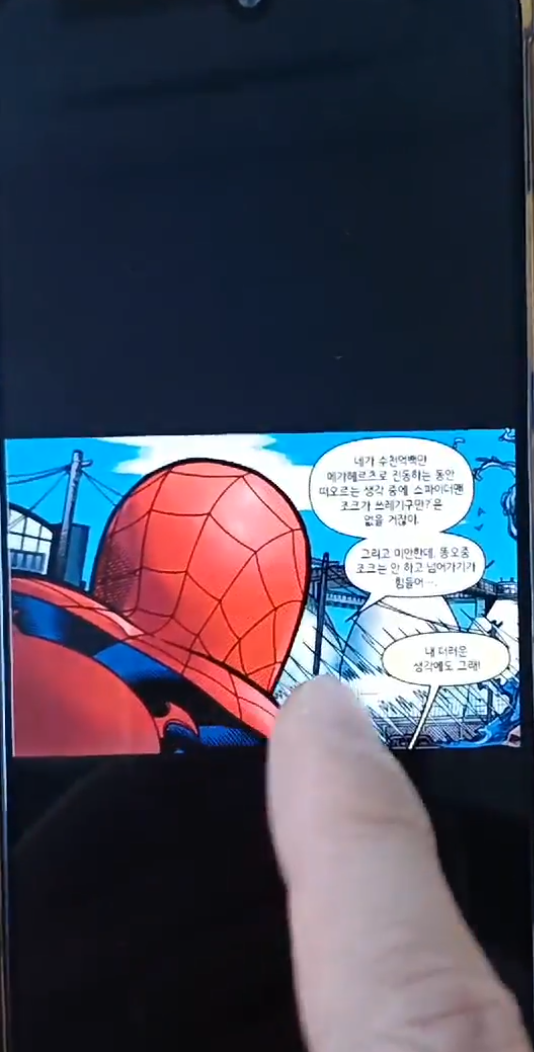 네가 수천억백만
메가헤르츠로 진동하는 동안
떠오르는 생각 중에 '스파이더맨
조크가 쓰레기구만?'은
없을 거잖아.
그리고 미안한데, 똥오줌
조크는 안 하고 넘어가기가
힘들어….
내 더러운
생각에도 그래!